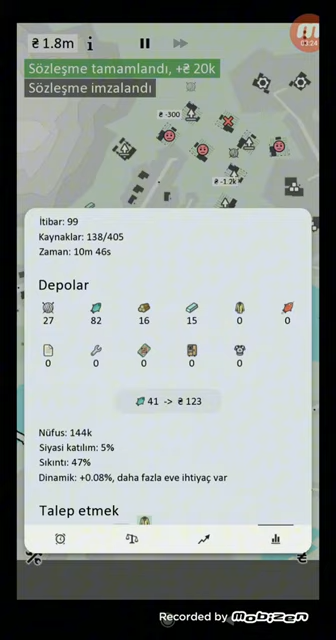 ₴ 1.8m i
03:24
Sözleşme tamamlandı, +₴ 20k
Sözleşme imzalandı
₴ -300
₴ -1.2k
İtibar: 99
Kaynaklar: 138/405
Zaman: 10m 46s
Depolar
27 82 16 15 0 0
0 0 0 0 0
41 -> ₴ 123
Nüfus: 144k
Siyasi katılım: 5%
Sıkıntı: 47%
Dinamik: +0.08%, daha fazla eve ihtiyaç var
Talep etmek
Recorded by mobizen